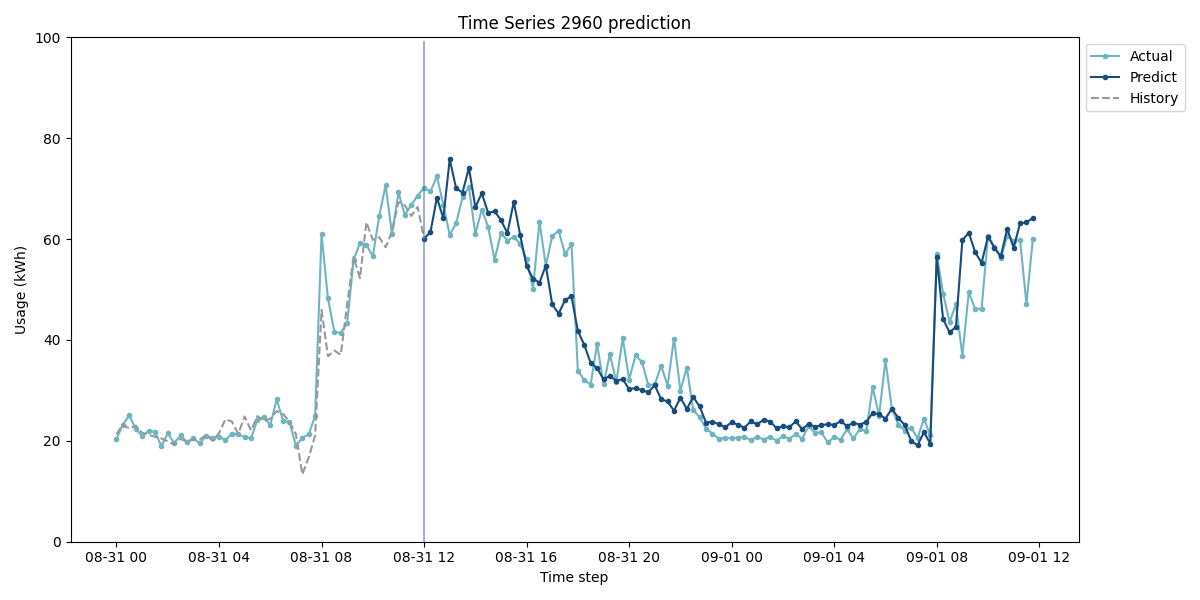 Time Series 2960 prediction
100
80
60
40
20
0
Usage (kWh)
08-31 00
08-31 04
08-31 08
08-31 12
08-31 16
08-31 20
09-01 00
09-01 04
09-01 08
09-01 12
Time step
Actual
Predict
History